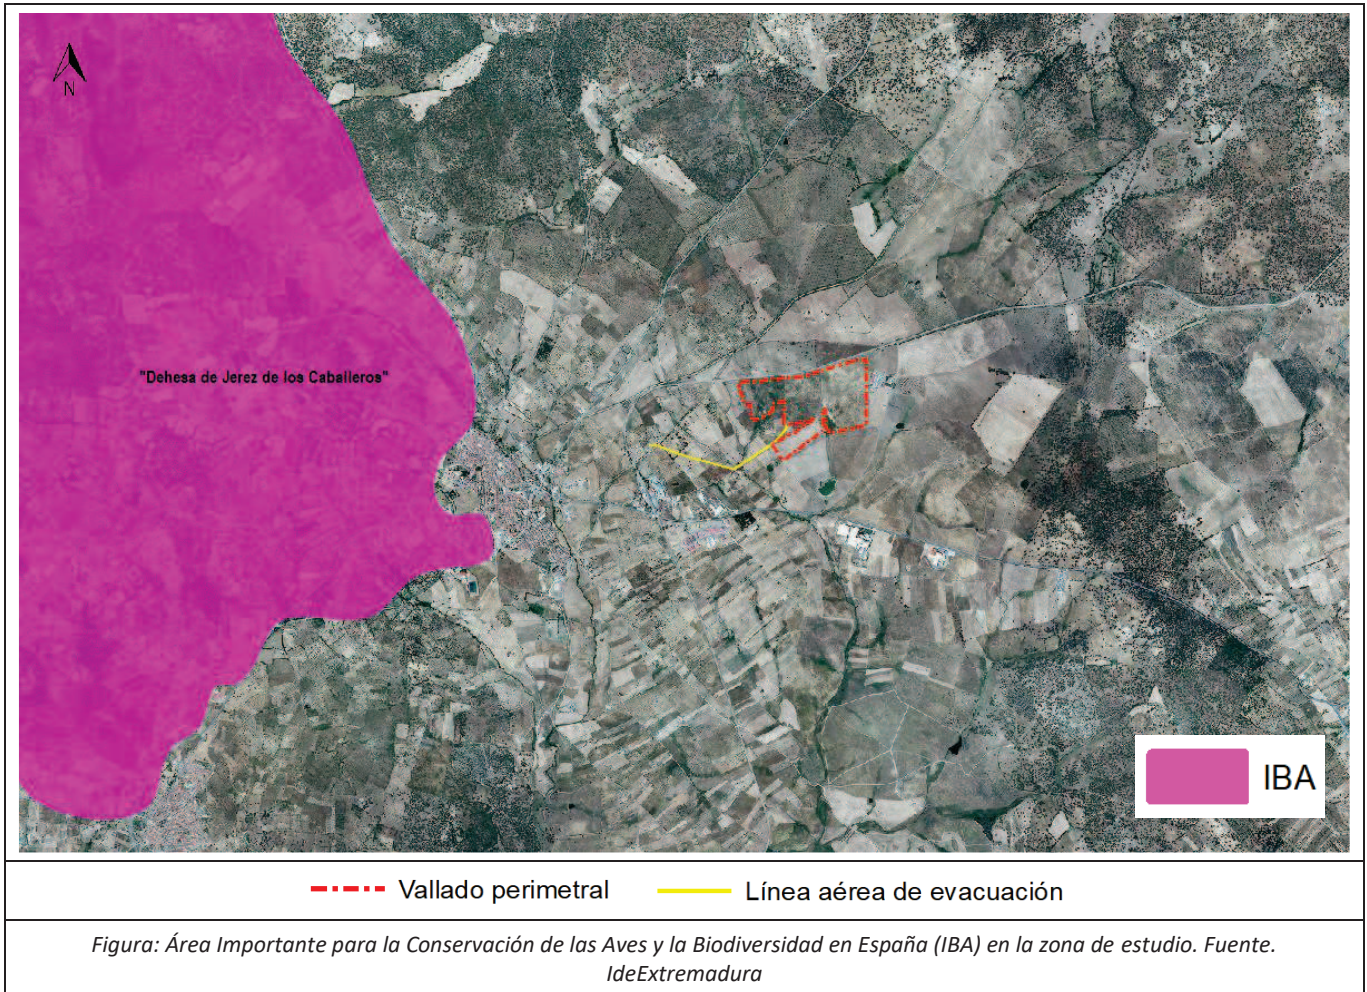 N
"Dehesa de Jerez de los Caballeros"
IBA
Vallado perimetral
Línea aérea de evacuación
Figura: Área Importante para la Conservación de las Aves y la Biodiversidad en España (IBA) en la zona de estudio. Fuente.
IdeExtremadura